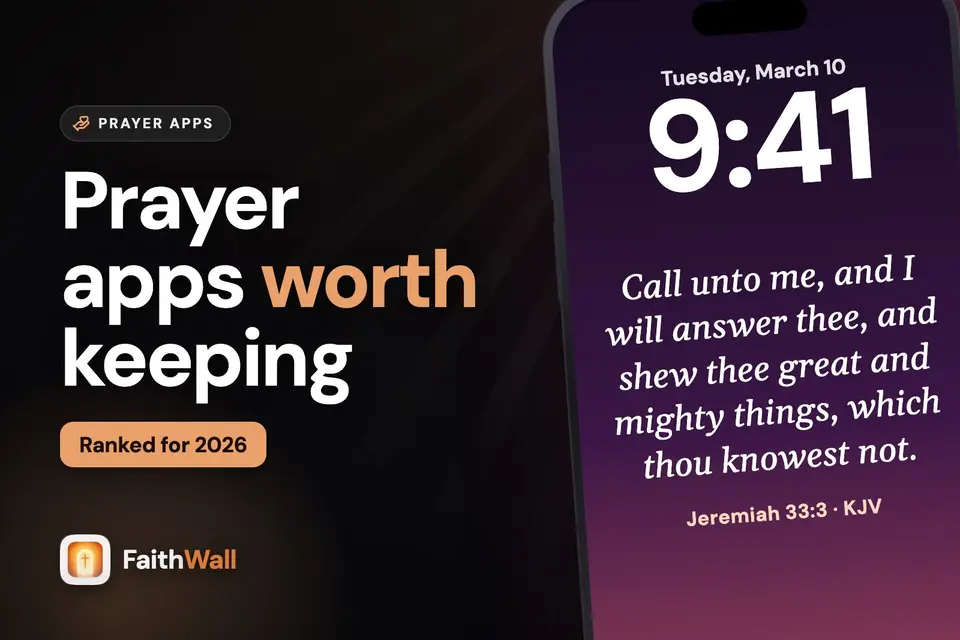 PRAYER APPS
Prayer
apps worth
keeping
Ranked for 2026
FaithWall
Tuesday, March 10
9:41
Call unto me, and I
will answer thee, and
shew thee great and
mighty things, which
thou knowest not.
Jeremiah 33:3 · KJV